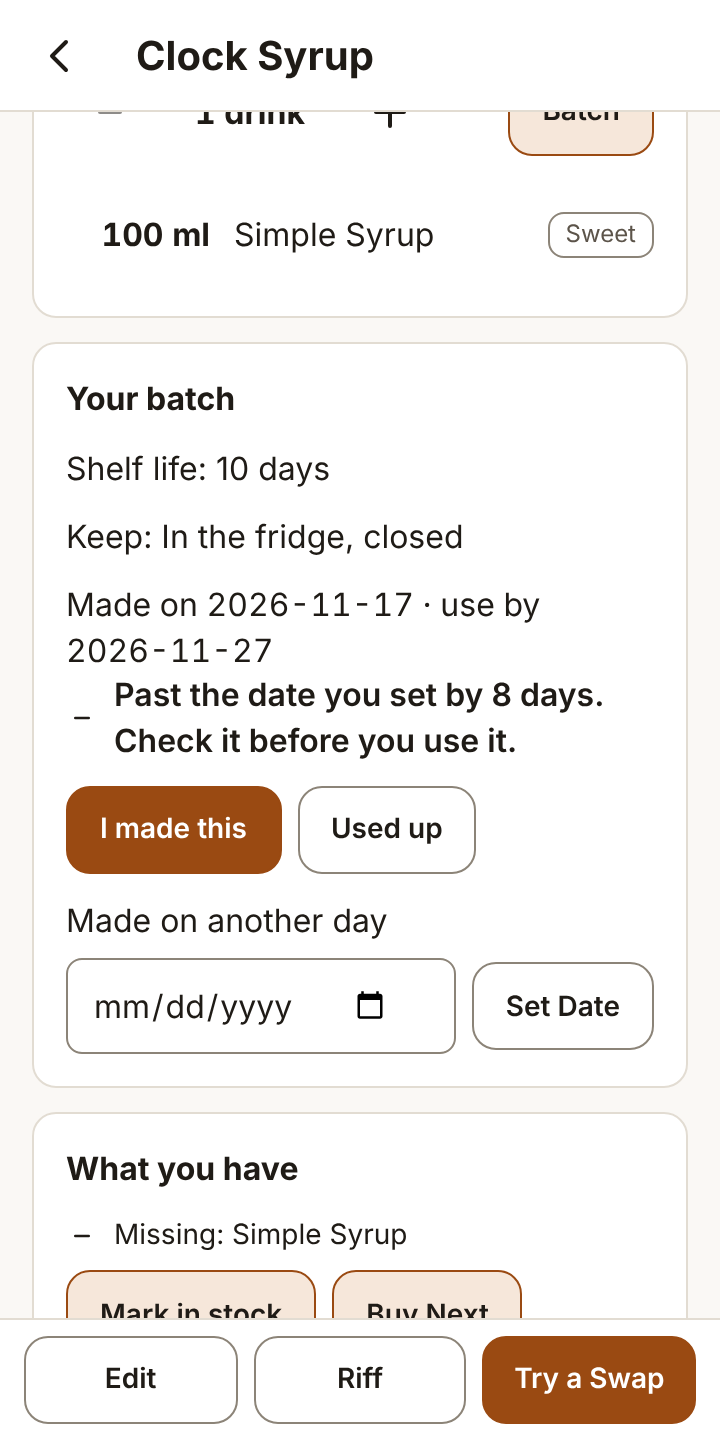 Clock Syrup
1 drink
Batch
100 ml Simple Syrup Sweet
Your batch
Shelf life: 10 days
Keep: In the fridge, closed
Made on 2026-11-17 · use by
2026-11-27
– Past the date you set by 8 days.
Check it before you use it.
I made this Used up
Made on another day
mm/dd/yyyy Set Date
What you have
– Missing: Simple Syrup
Mark in stock Buy Next
Edit Riff Try a Swap